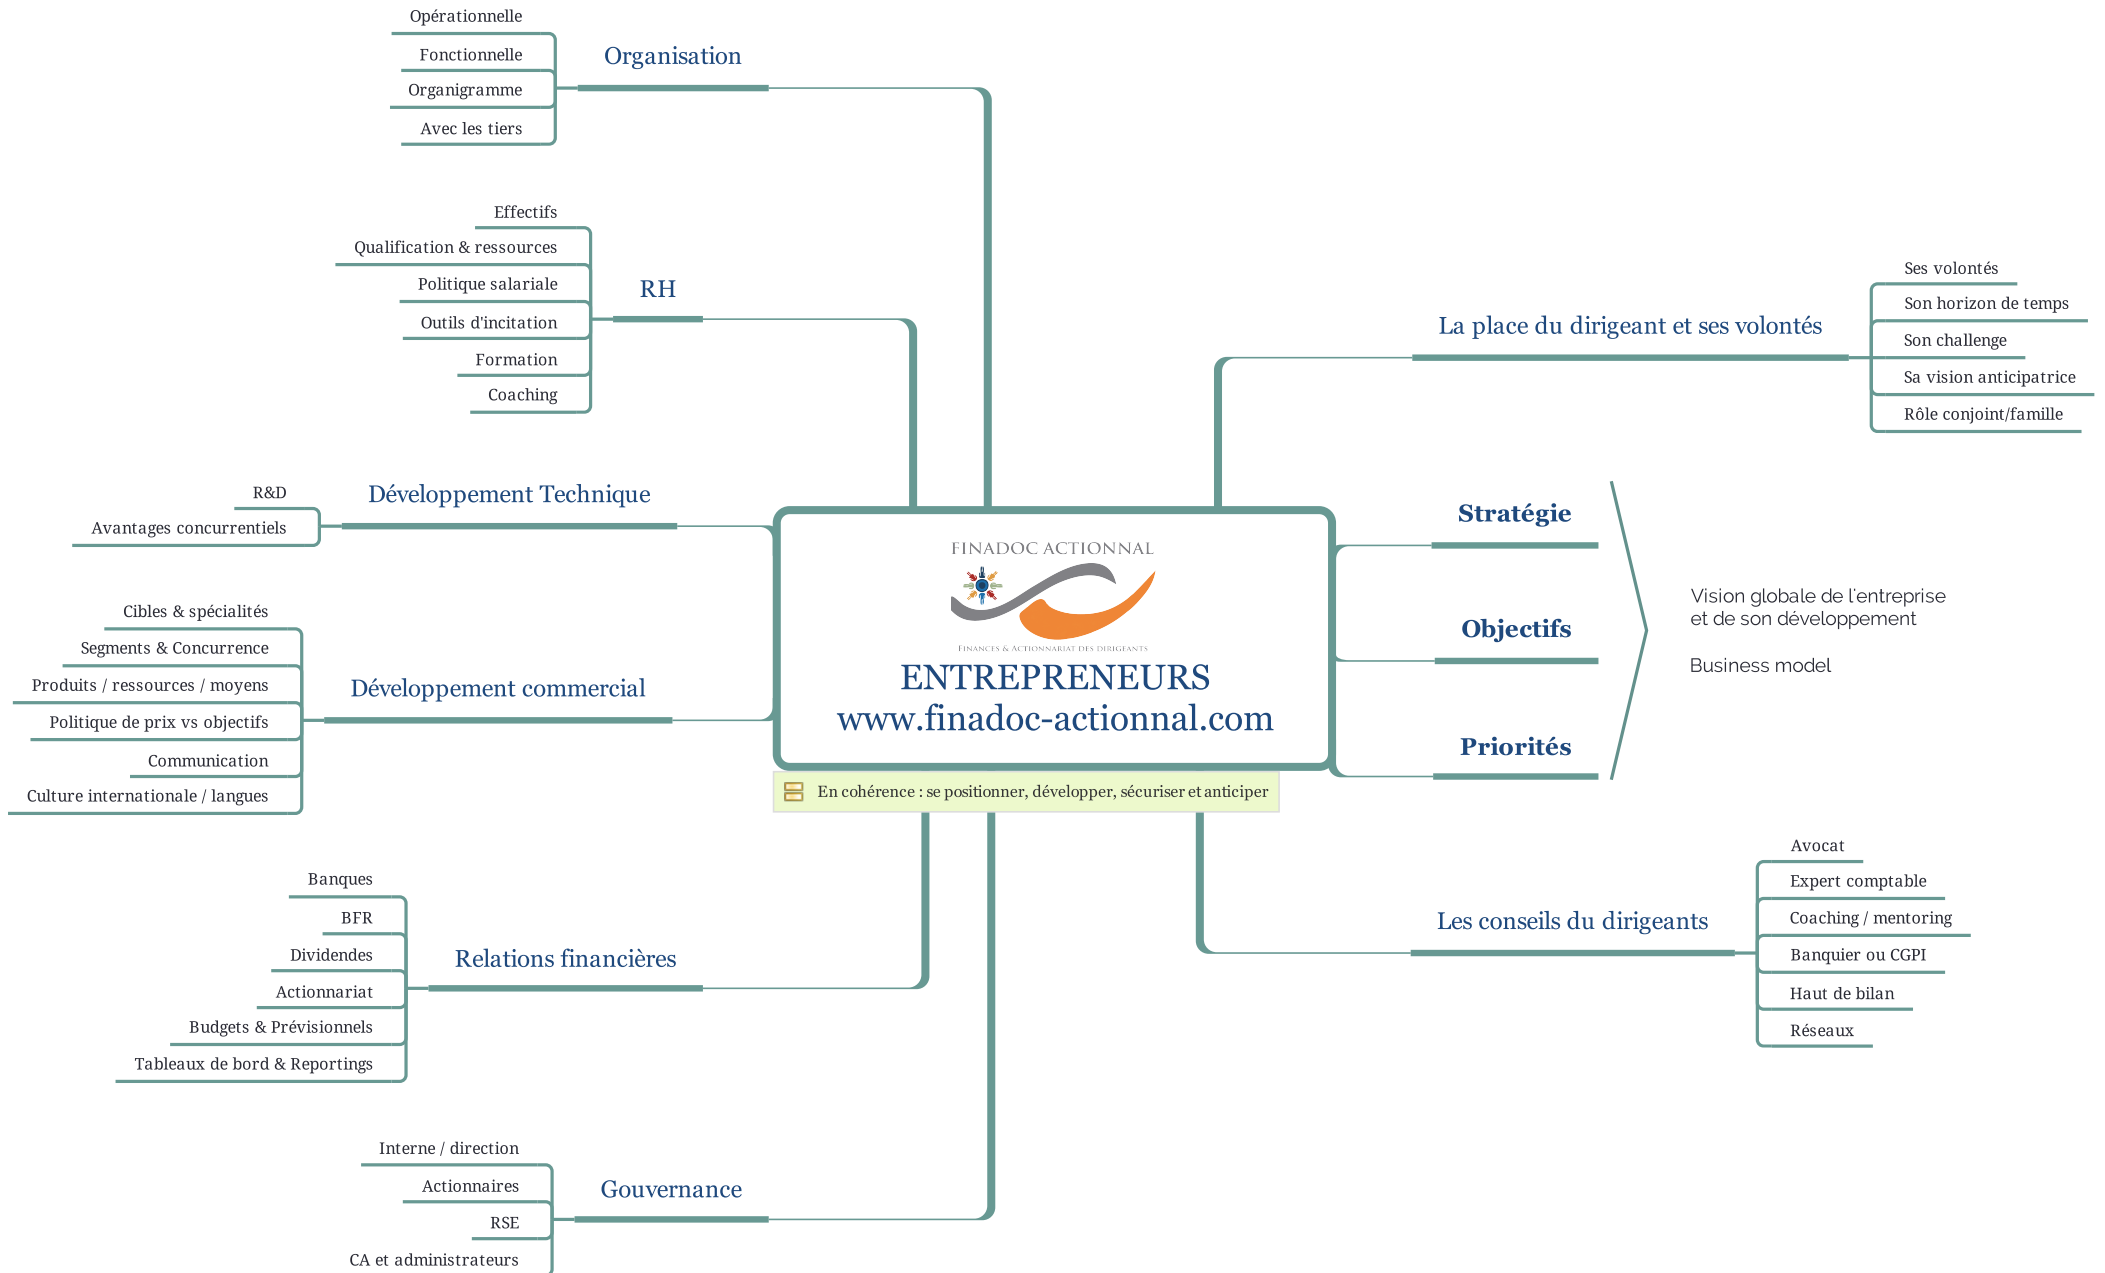 Opérationnelle
Fonctionnelle
Organigramme
Avec les tiers
Organisation
Effectifs
Qualification & ressources
Politique salariale
Outils d'incitation
Formation
Coaching
RH
R&D
Avantages concurrentiels
Développement Technique
Cibles & spécialités
Segments & Concurrence
Produits / ressources / moyens
Politique de prix vs objectifs
Communication
Culture internationale / langues
Développement commercial
Banques
BFR
Dividendes
Actionnariat
Budgets & Prévisionnels
Tableaux de bord & Reportings
Relations financières
Interne / direction
Actionnaires
RSE
CA et administrateurs
Gouvernance
FINADOC ACTIONNAL
FINANCES & ACTIONNARIAT DES DIRIGEANTS
ENTREPRENEURS
www.finadoc-actionnal.com
En cohérence : se positionner, développer, sécuriser et anticiper
La place du dirigeant et ses volontés
Ses volontés
Son horizon de temps
Son challenge
Sa vision anticipatrice
Rôle conjoint/famille
Stratégie
Objectifs
Priorités
Vision globale de l'entreprise
et de son développement
Business model
Les conseils du dirigeants
Avocat
Expert comptable
Coaching / mentoring
Banquier ou CGPI
Haut de bilan
Réseaux